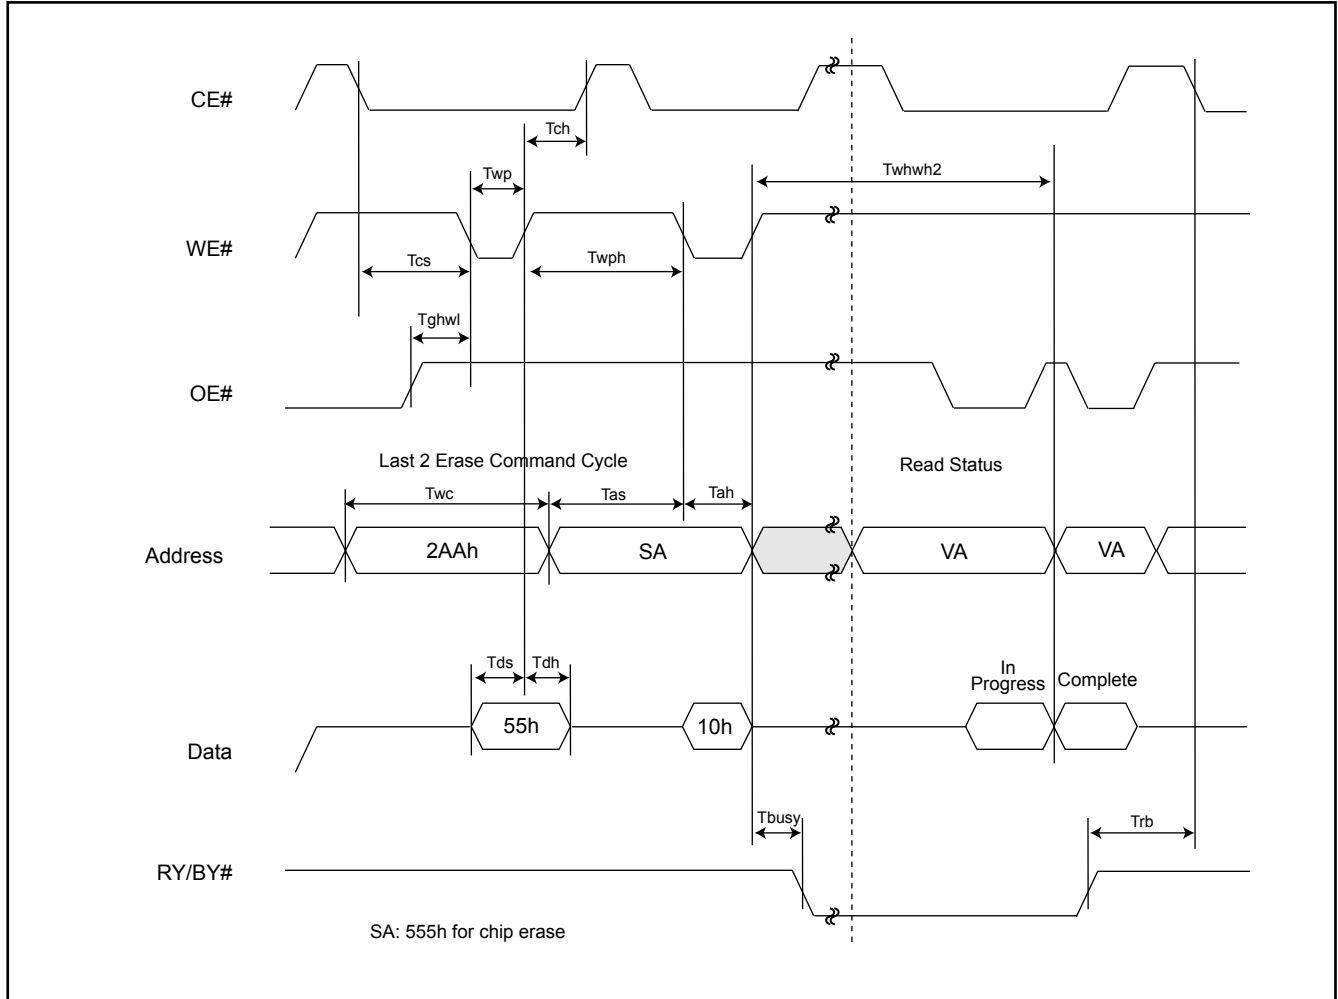 CE#
Tch
Twp
Twhwh2
WE#
Tcs
Twph
Tghwl
OE#
Last 2 Erase Command Cycle
Read Status
Twc
Tas
Tah
Address
2AAh
SA
VA
VA
Tds
Tdh
In
Progress
Complete
55h
10h
Data
Tbusy
Trb
RY/BY#
SA: 555h for chip erase